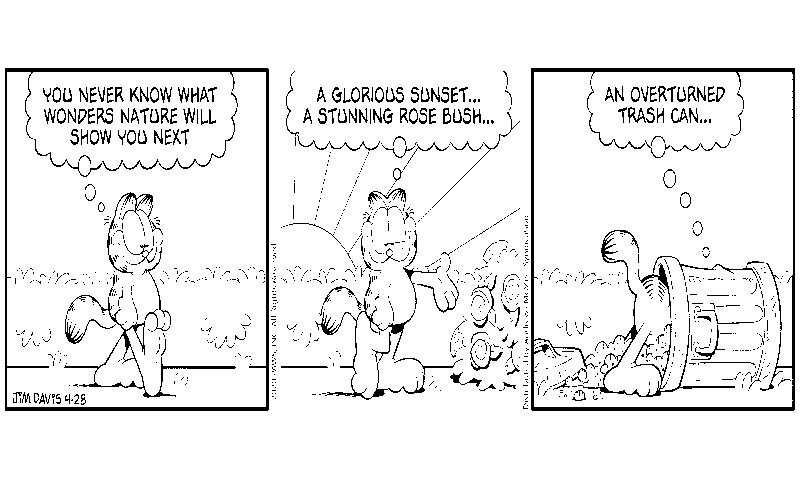 YOU NEVER KNOW WHAT
WONDERS NATURE WILL
SHOW YOU NEXT
JIM DAVIS 4-28
A GLORIOUS SUNSET...
A STUNNING ROSE BUSH...
AN OVERTURNED
TRASH CAN...